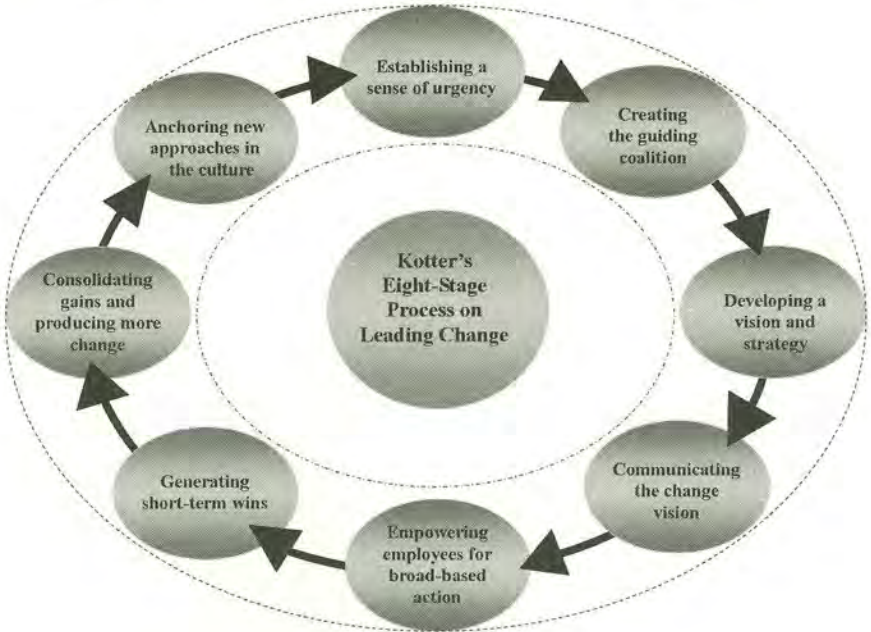 Establishing a
sense of urgency
Creating
the guiding
coalition
Developing a
vision and
strategy
Communicating
the change
vision
Empowering
employees for
broad-based
action
Generating
short-term wins
Consolidating
gains and
producing more
change
Anchoring new
approaches in
the culture
Kotter's
Eight-Stage
Process on
Leading Change